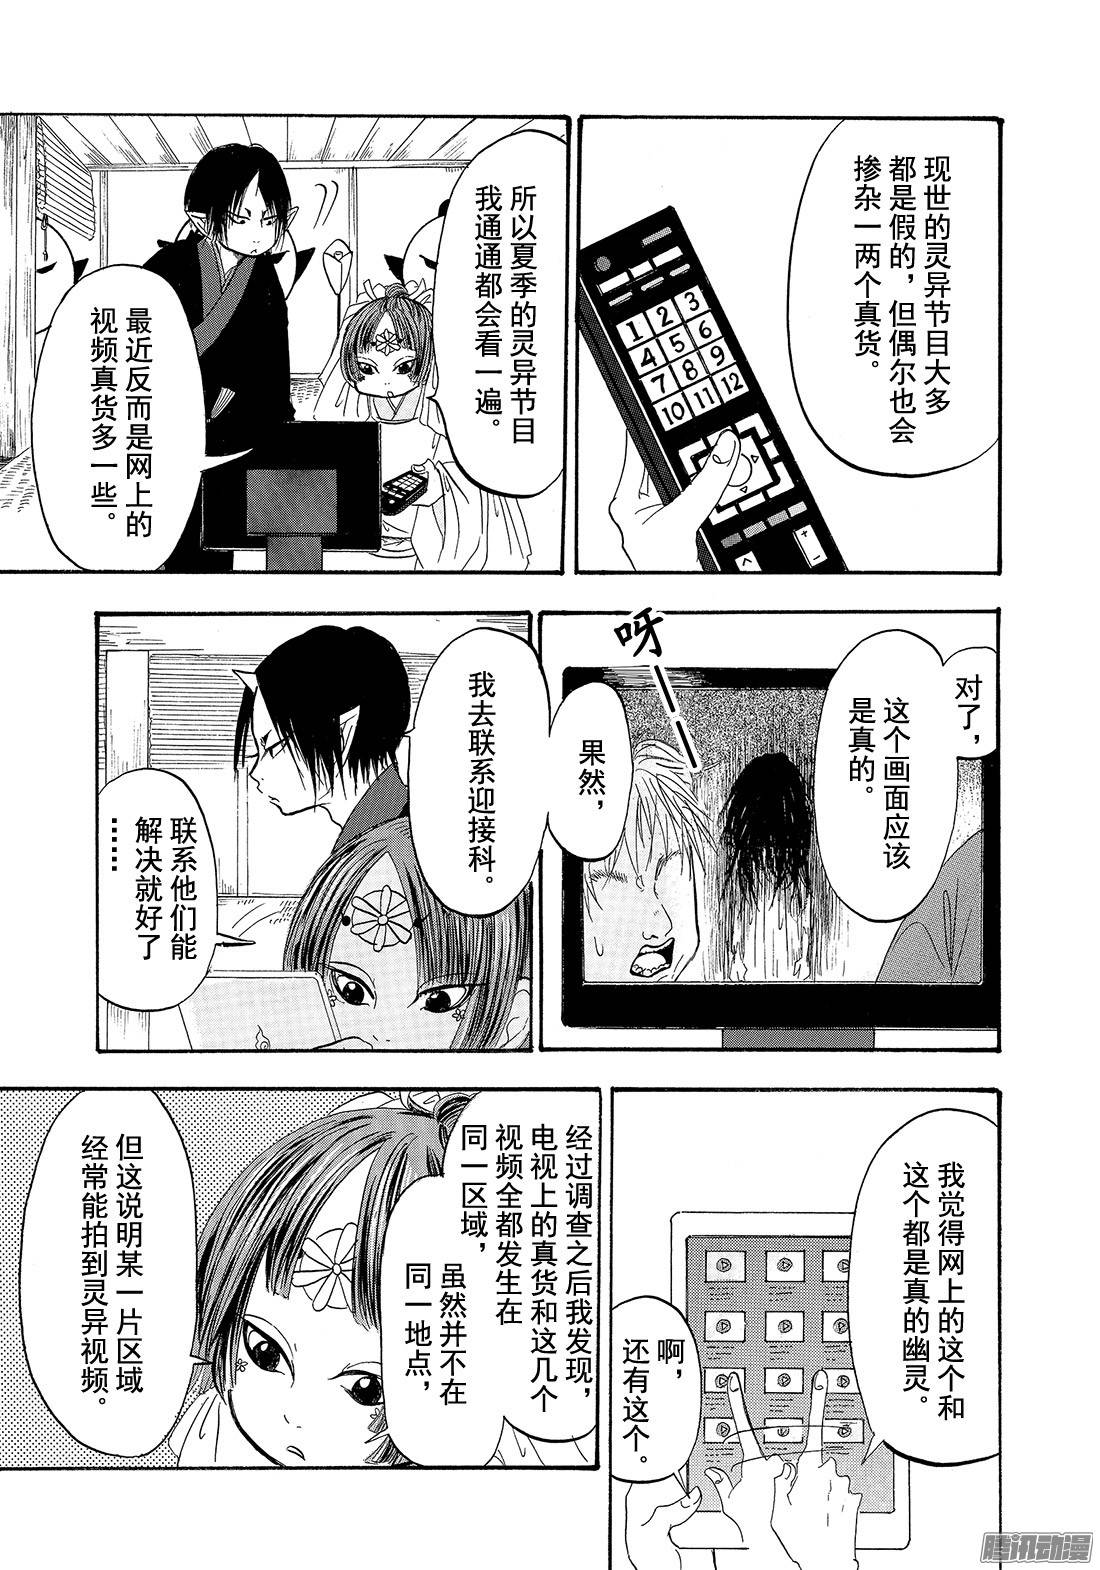 现世的灵异节目大多
都是假的，但偶尔也会
掺杂一两个真货。
1 2 3
4 5 6
7 8 9
10 11 12
+
-
所以夏季的灵异节目
我通通都会看一遍。
最近反而是网上的
视频真货多一些。
对了，
这个画面应该
是真的。
呀————
果然，
我去联系迎接科。
联系他们能
解决就好了
……
我觉得网上的这个和
这个都是真的幽灵。
啊，
还有这个。
经过调查之后我发现，
电视上的真货和这几个
视频全都发生在
同一区域，
虽然并不在
同一地点，
但这说明某一片区域
经常能拍到灵异视频。
腾讯动漫